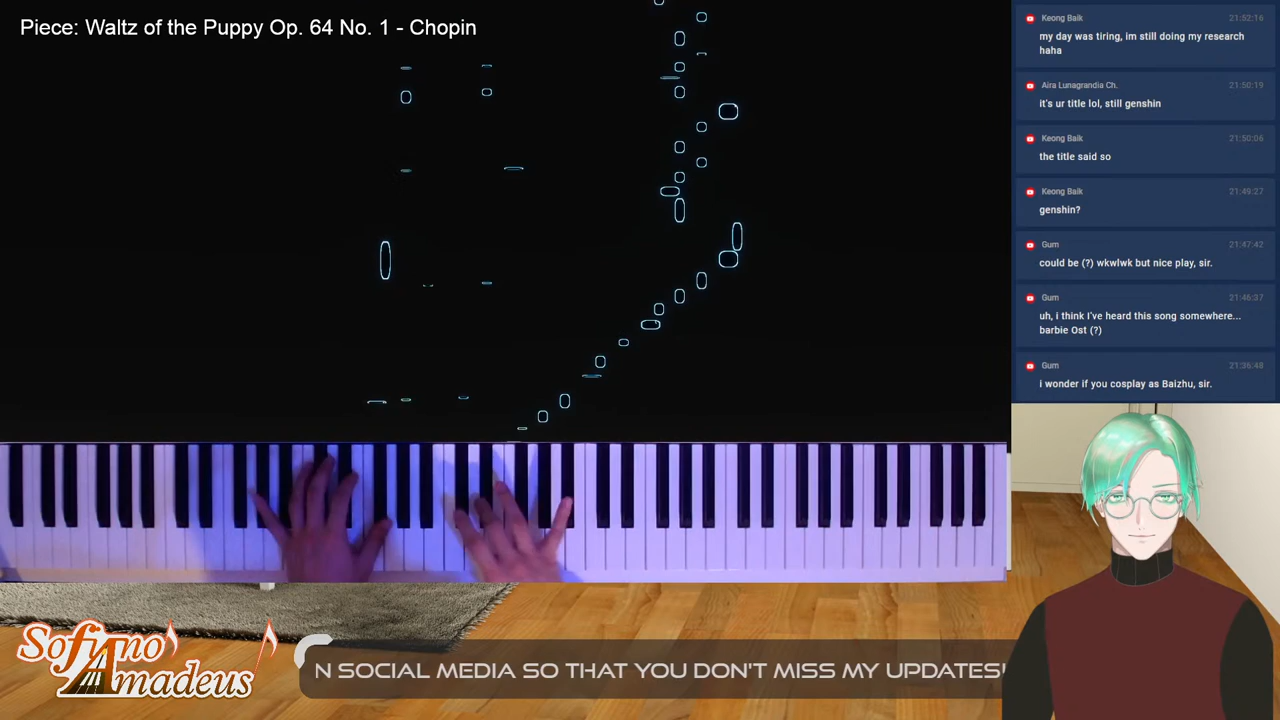 Piece: Waltz of the Puppy Op. 64 No. 1 - Chopin
Keong Baik 21:52:16
my day was tiring, im still doing my research
haha
Aira Lunagrandia Ch. 21:50:19
it's ur title lol, still genshin
Keong Baik 21:50:06
the title said so
Keong Baik 21:49:27
genshin?
Gum 21:47:42
could be (?) wkwlwk but nice play, sir.
Gum 21:46:37
uh, i think I've heard this song somewhere...
barbie Ost (?)
Gum 21:36:48
i wonder if you cosplay as Baizhu, sir.
Sofiano
Amadeus
N SOCIAL MEDIA SO THAT YOU DON'T MISS MY UPDATES!